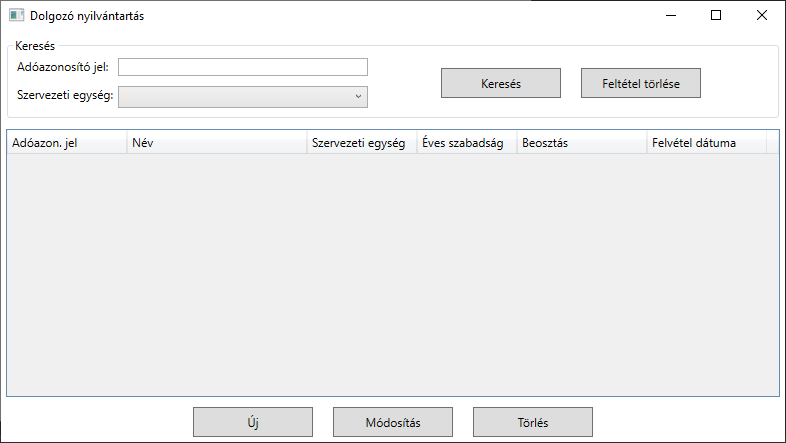 Dolgozó nyilvántartás
Keresés
Adóazonosító jel:
Szervezeti egység:
Keresés Feltétel törlése
Adóazon. jel Név Szervezeti egység Éves szabadság Beosztás Felvétel dátuma
Új Módosítás Törlés